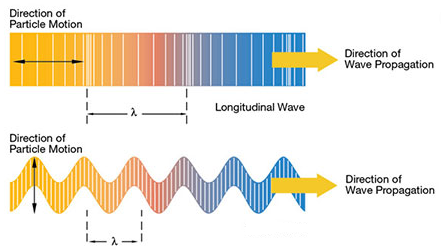 Direction of
Particle Motion
Direction of
Wave Propagation
λ
Longitudinal Wave
Direction of
Particle Motion
Direction of
Wave Propagation
λ